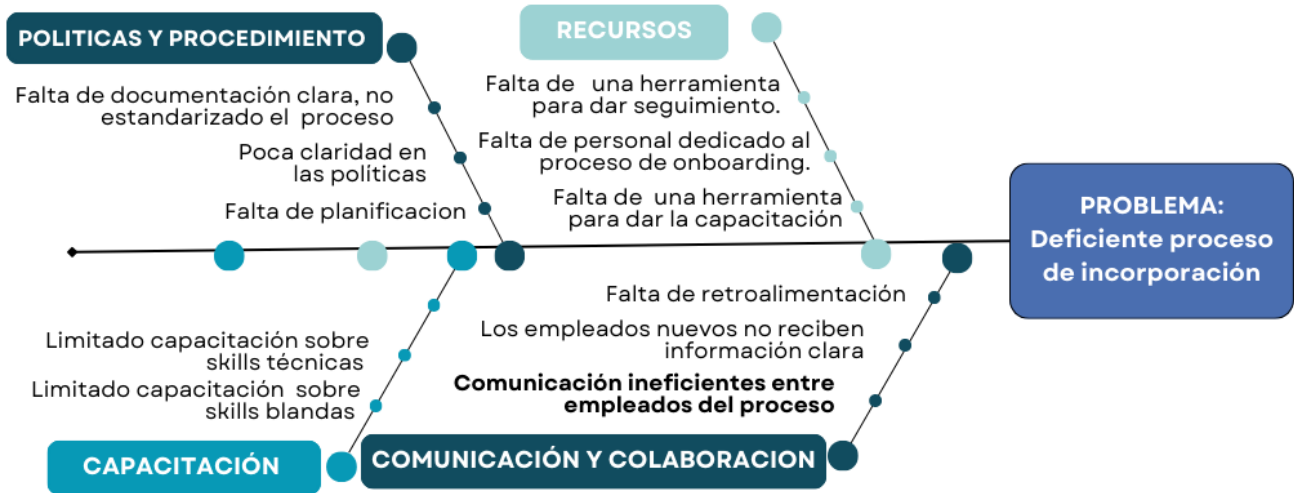 POLITICAS Y PROCEDIMIENTO
Falta de documentación clara, no
estandarizado el proceso
Poca claridad en
las políticas
Falta de planificacion
RECURSOS
Falta de una herramienta
para dar seguimiento.
Falta de personal dedicado al
proceso de onboarding.
Falta de una herramienta
para dar la capacitación
PROBLEMA:
Deficiente proceso
de incorporación
Limitado capacitación sobre
skills técnicas
Limitado capacitación sobre
skills blandas
CAPACITACIÓN
Falta de retroalimentación
Los empleados nuevos no reciben
información clara
Comunicación ineficientes entre
empleados del proceso
COMUNICACIÓN Y COLABORACION